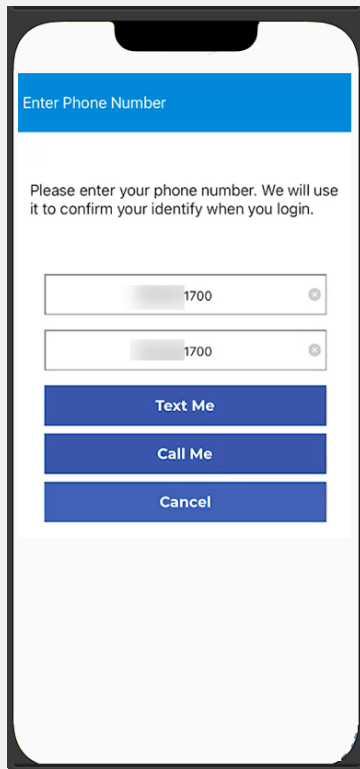 Enter Phone Number
Please enter your phone number. We will use
it to confirm your identify when you login.
1700
1700
Text Me
Call Me
Cancel